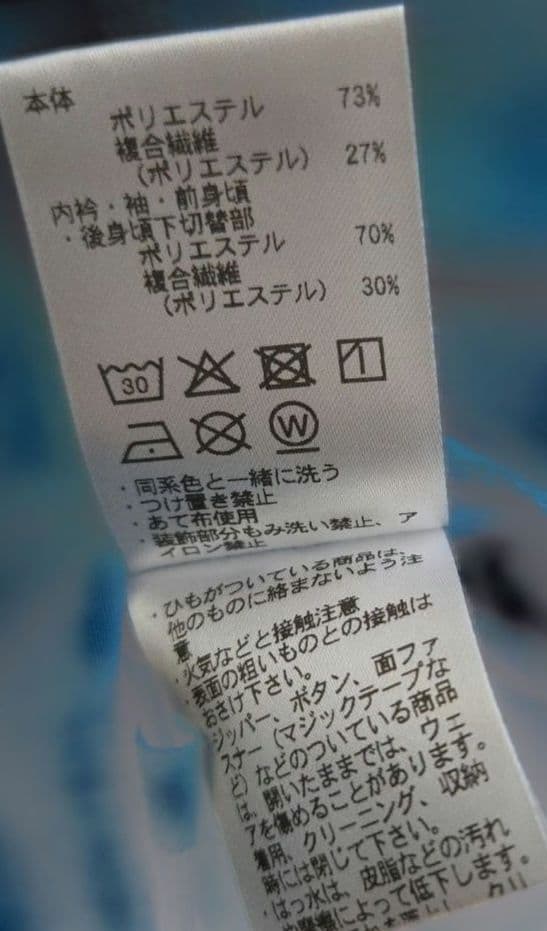 本体
ポリエステル 73%
複合繊維
(ポリエステル) 27%
内衿・袖・前身頃
・後身頃下切替部
ポリエステル 70%
複合繊維
(ポリエステル) 30%
30
W
・同系色と一緒に洗う
・つけ置き禁止
・あて布使用
・装飾部分もみ洗い禁止、ア
イロン禁止
・ひもがついている商品は、
他のものに絡まないよう注
意
・火気などと接触注意
・表面の粗いものとの接触は
おさけ下さい。
ジッパー、ボタン、面ファ
スナー(マジックテープな
ど)などのついている商品
は、開いたままでは、ウェ
アを傷めることがあります。
着用、クリーニング、収納
時には閉じて下さい。
・はっ水は、皮脂などの汚れ
や摩擦によって低下します。